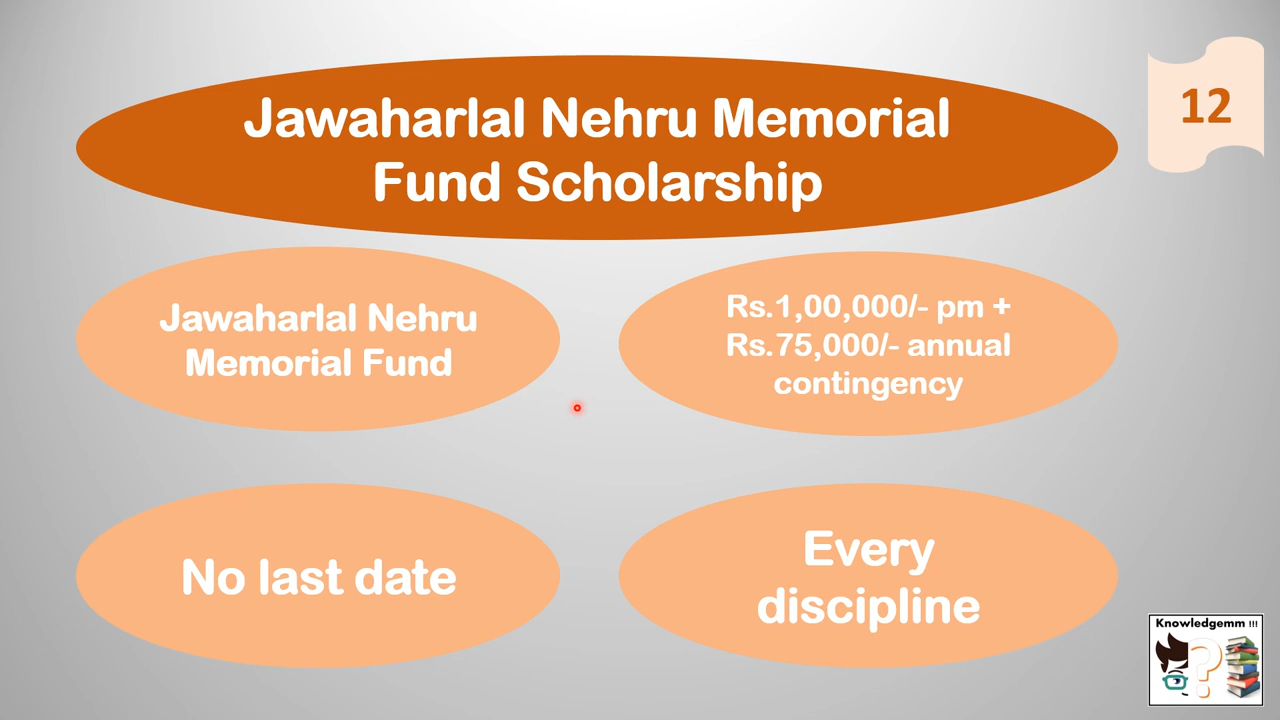 Jawaharlal Nehru Memorial
Fund Scholarship
12
Jawaharlal Nehru
Memorial Fund
Rs.1,00,000/- pm +
Rs.75,000/- annual
contingency
No last date
Every
discipline
Knowledgemm !!!
?